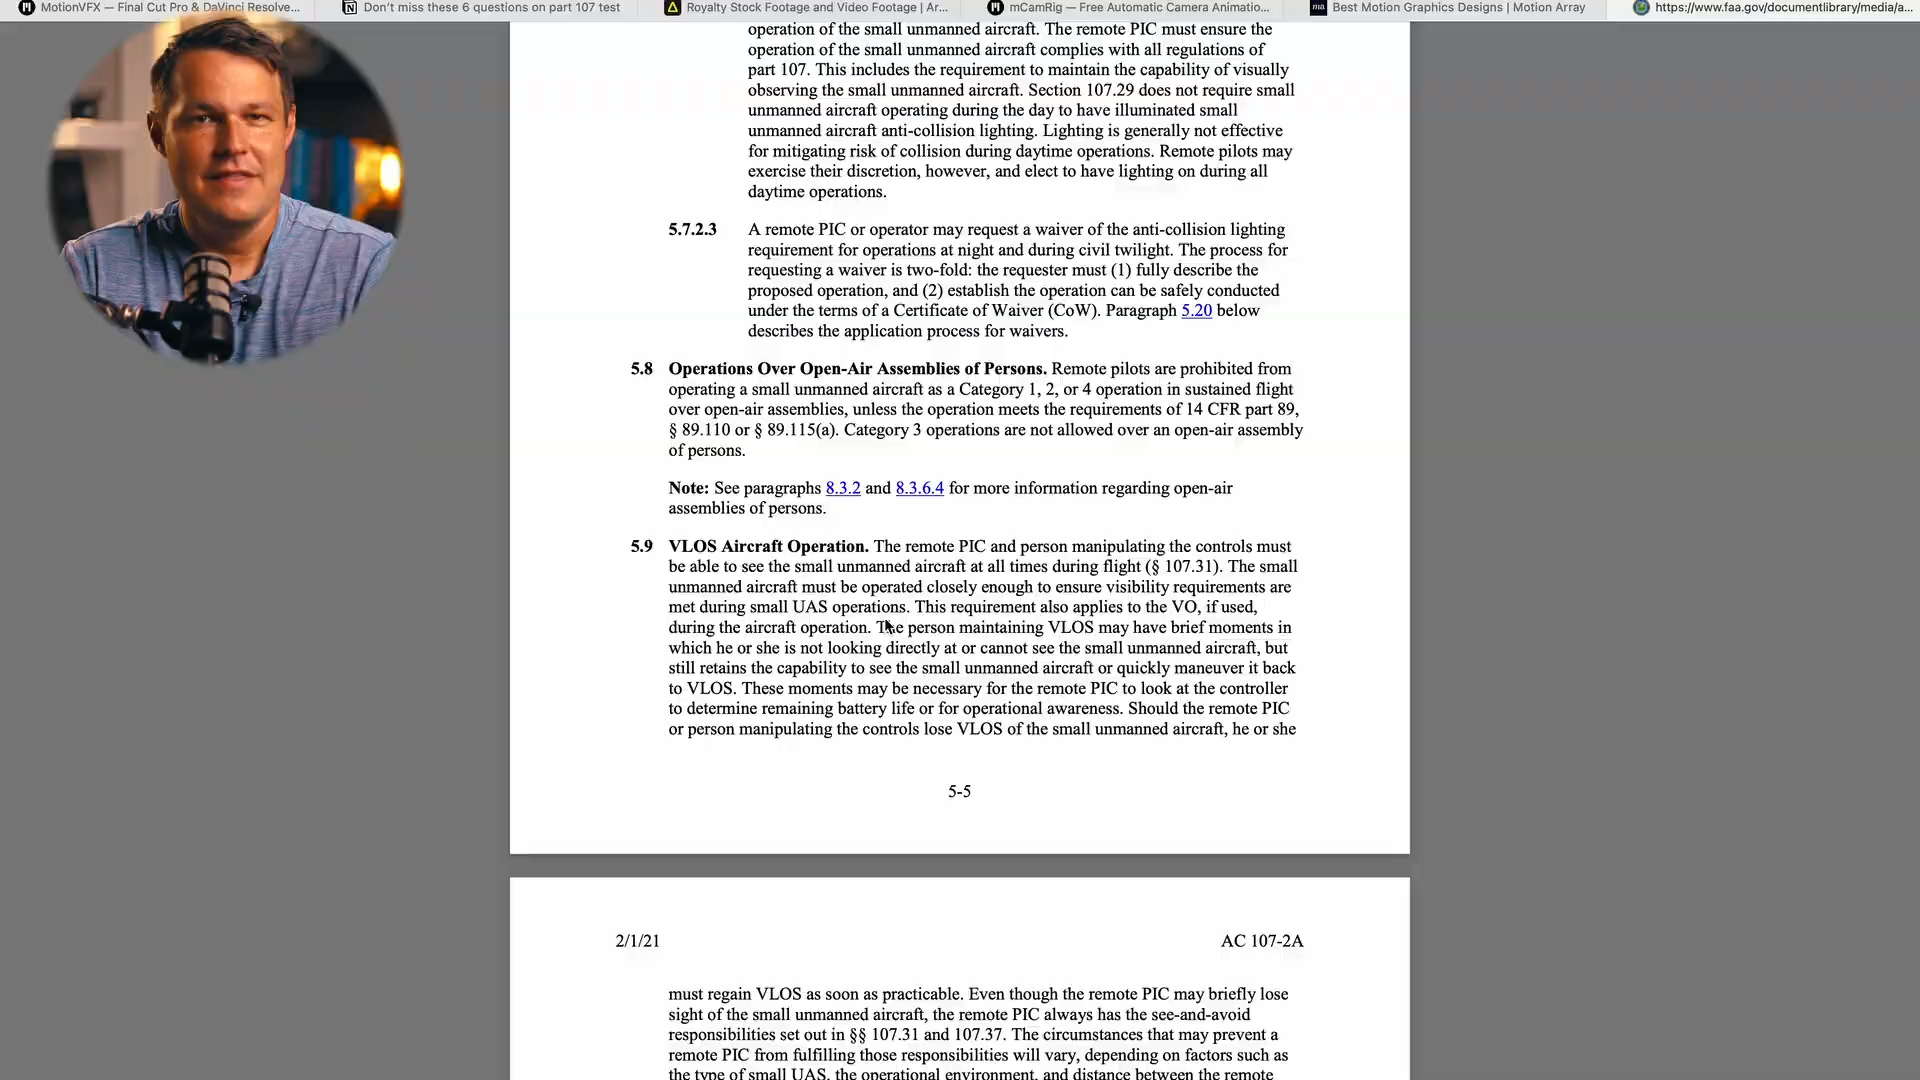 MotionVFX — Final Cut Pro & DaVinci Resolve...
Don't miss these 6 questions on part 107 test
Royalty Stock Footage and Video Footage | Ar...
mCamRig — Free Automatic Camera Animatio...
Best Motion Graphics Designs | Motion Array
https://www.faa.gov/documentlibrary/media/a...
operation of the small unmanned aircraft. The remote PIC must ensure the
operation of the small unmanned aircraft complies with all regulations of
part 107. This includes the requirement to maintain the capability of visually
observing the small unmanned aircraft. Section 107.29 does not require small
unmanned aircraft operating during the day to have illuminated small
unmanned aircraft anti-collision lighting. Lighting is generally not effective
for mitigating risk of collision during daytime operations. Remote pilots may
exercise their discretion, however, and elect to have lighting on during all
daytime operations.
5.7.2.3 A remote PIC or operator may request a waiver of the anti-collision lighting
requirement for operations at night and during civil twilight. The process for
requesting a waiver is two-fold: the requester must (1) fully describe the
proposed operation, and (2) establish the operation can be safely conducted
under the terms of a Certificate of Waiver (CoW). Paragraph 5.20 below
describes the application process for waivers.
5.8 Operations Over Open-Air Assemblies of Persons. Remote pilots are prohibited from
operating a small unmanned aircraft as a Category 1, 2, or 4 operation in sustained flight
over open-air assemblies, unless the operation meets the requirements of 14 CFR part 89,
§ 89.110 or § 89.115(a). Category 3 operations are not allowed over an open-air assembly
of persons.
Note: See paragraphs 8.3.2 and 8.3.6.4 for more information regarding open-air
assemblies of persons.
5.9 VLOS Aircraft Operation. The remote PIC and person manipulating the controls must
be able to see the small unmanned aircraft at all times during flight (§ 107.31). The small
unmanned aircraft must be operated closely enough to ensure visibility requirements are
met during small UAS operations. This requirement also applies to the VO, if used,
during the aircraft operation. The person maintaining VLOS may have brief moments in
which he or she is not looking directly at or cannot see the small unmanned aircraft, but
still retains the capability to see the small unmanned aircraft or quickly maneuver it back
to VLOS. These moments may be necessary for the remote PIC to look at the controller
to determine remaining battery life or for operational awareness. Should the remote PIC
or person manipulating the controls lose VLOS of the small unmanned aircraft, he or she
5-5
2/1/21 AC 107-2A
must regain VLOS as soon as practicable. Even though the remote PIC may briefly lose
sight of the small unmanned aircraft, the remote PIC always has the see-and-avoid
responsibilities set out in §§ 107.31 and 107.37. The circumstances that may prevent a
remote PIC from fulfilling those responsibilities will vary, depending on factors such as
the type of small UAS, the operational environment, and distance between the remote